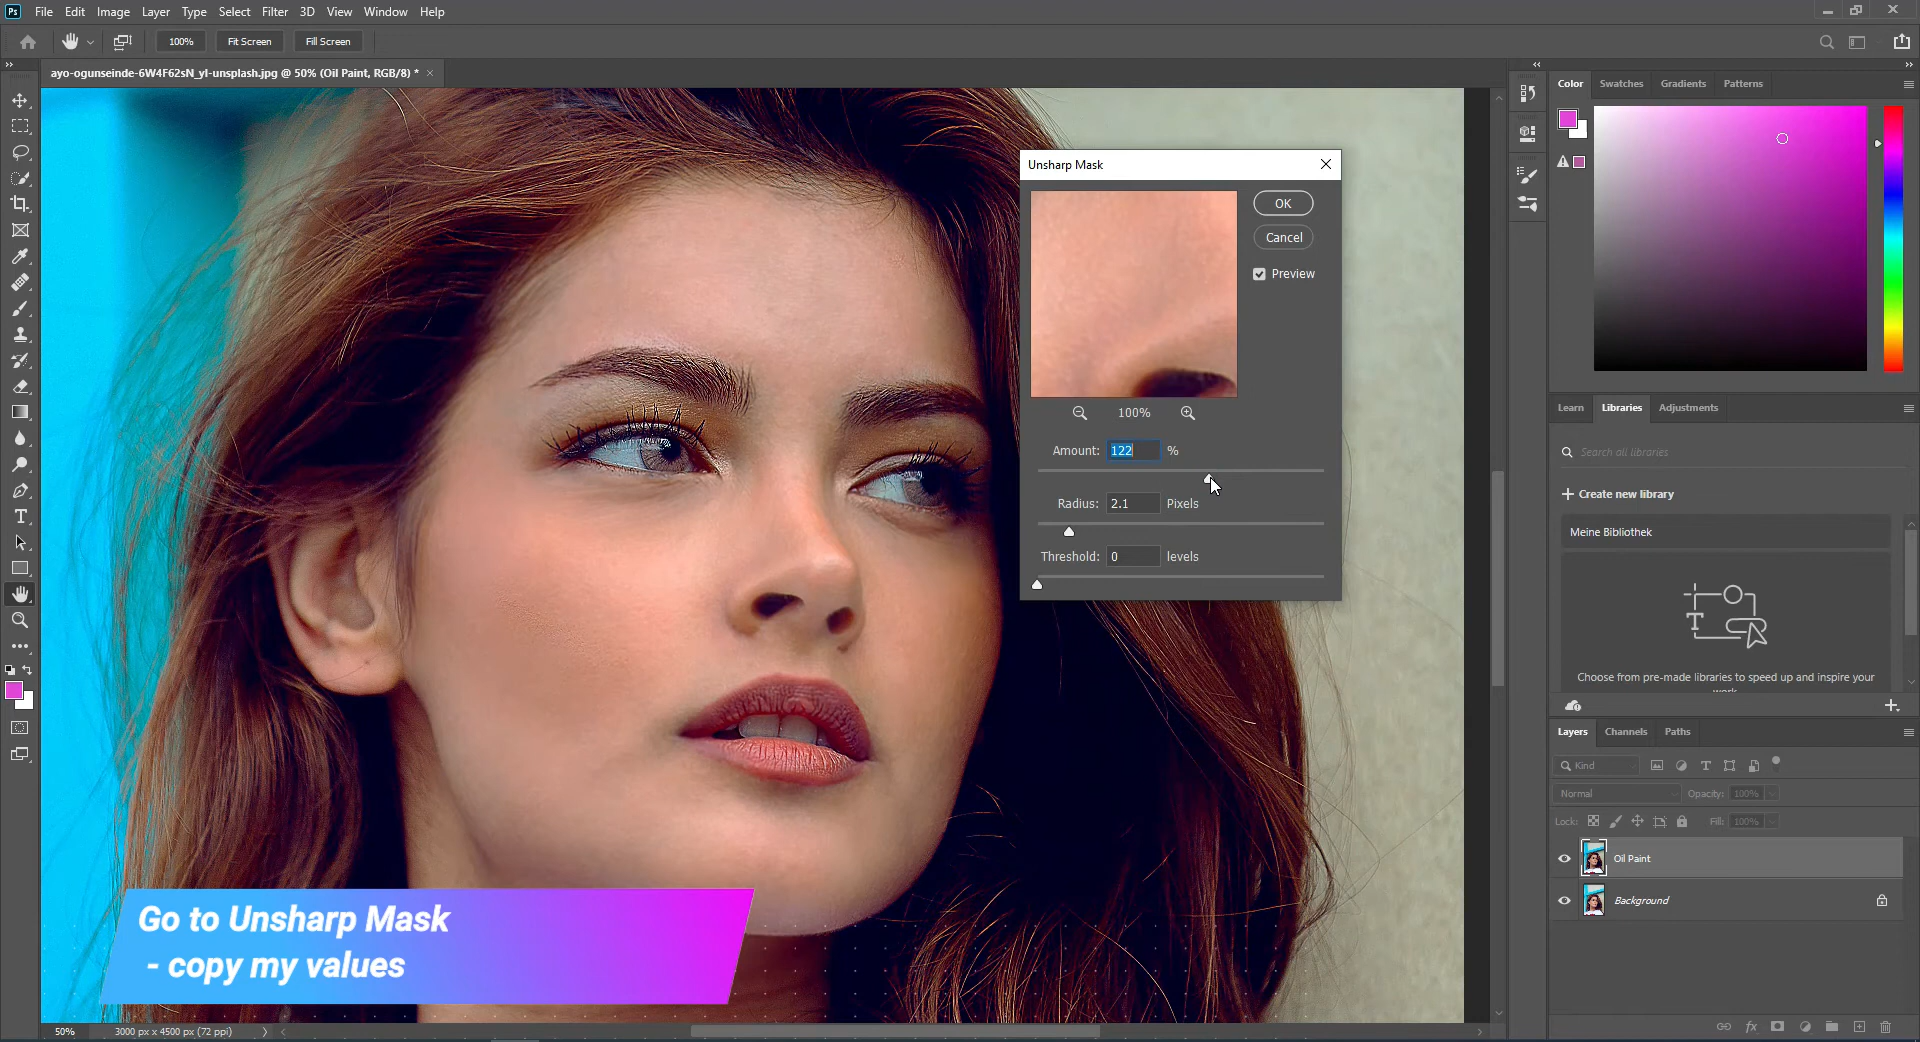 Ps File Edit Image Layer Type Select Filter 3D View Window Help
100% Fit Screen Fill Screen
ayo-ogunseinde-6W4F62sN_yI-unsplash.jpg @ 50% (Oil Paint, RGB/8) * ×
Unsharp Mask
OK
Cancel
Preview
100%
Amount: 122 %
Radius: 2.1 Pixels
Threshold: 0 levels
Color Swatches Gradients Patterns
Learn Libraries Adjustments
Search all libraries
+ Create new library
Meine Bibliothek
Choose from pre-made libraries to speed up and inspire your
work.
Layers Channels Paths
Kind
Normal Opacity: 100%
Lock: Fill: 100%
Oil Paint
Background
Go to Unsharp Mask
- copy my values
50% 3000 px x 4500 px (72 ppi)